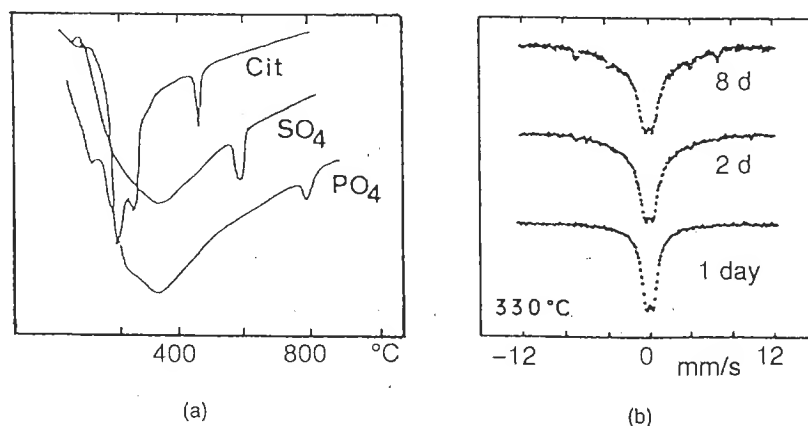 Cit
SO₄
PO₄
400 800 °C
(a)
8 d
2 d
1 day
330°C
-12 0 mm/s 12
(b)